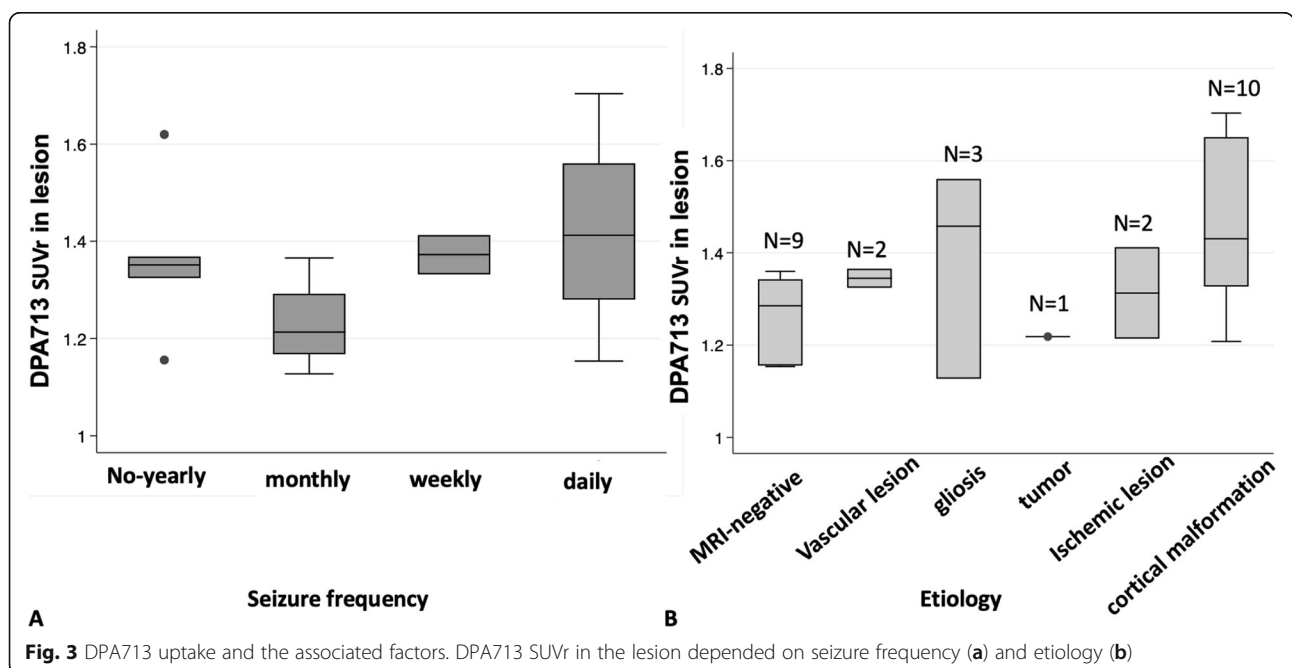 DPA713 SUVr in lesion
1.8
1.6
1.4
1.2
1
No-yearly
monthly
weekly
daily
Seizure frequency
A
DPA713 SUVr in lesion
1.8
1.6
1.4
1.2
1
N=9
N=2
N=3
N=1
N=2
N=10
MRI-negative
Vascular lesion
gliosis
tumor
Ischemic lesion
cortical malformation
Etiology
B
Fig. 3 DPA713 uptake and the associated factors. DPA713 SUVr in the lesion depended on seizure frequency (a) and etiology (b)